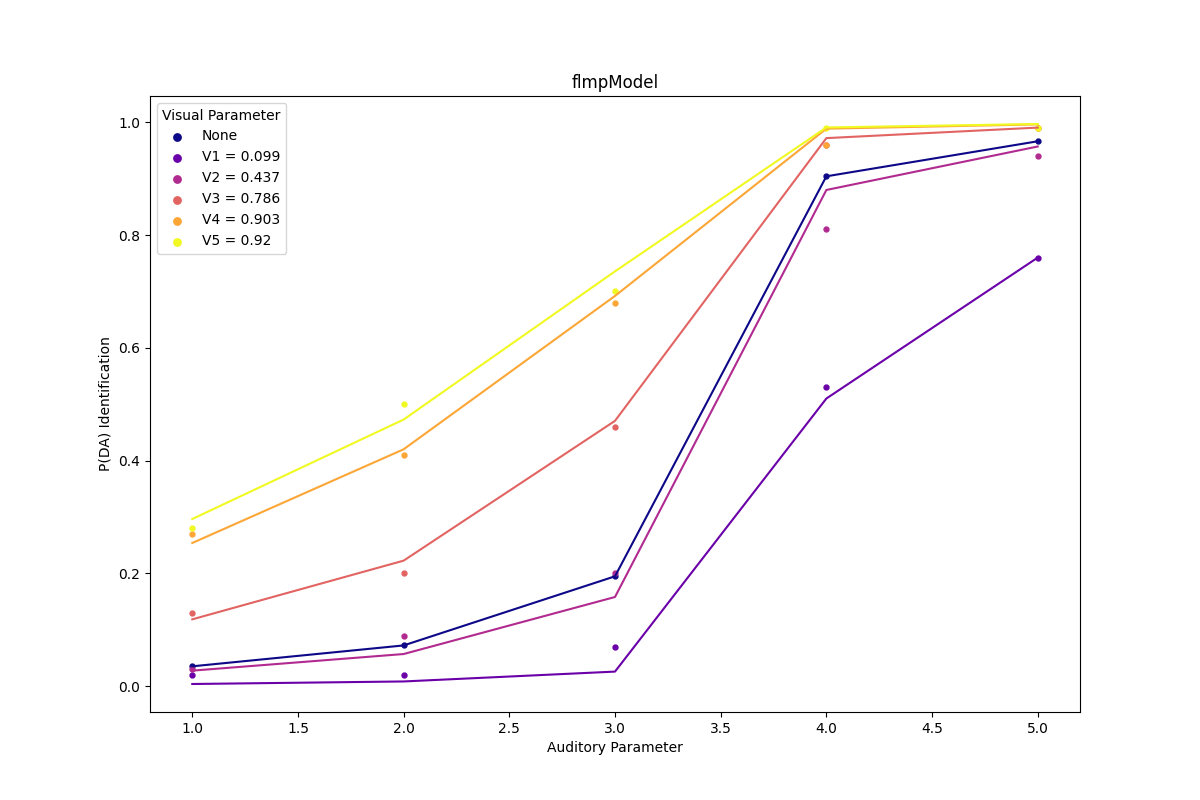 flmpModel
Visual Parameter
None
V1 = 0.099
V2 = 0.437
V3 = 0.786
V4 = 0.903
V5 = 0.92
P(DA) Identification
1.0
0.8
0.6
0.4
0.2
0.0
1.0 1.5 2.0 2.5 3.0 3.5 4.0 4.5 5.0
Auditory Parameter